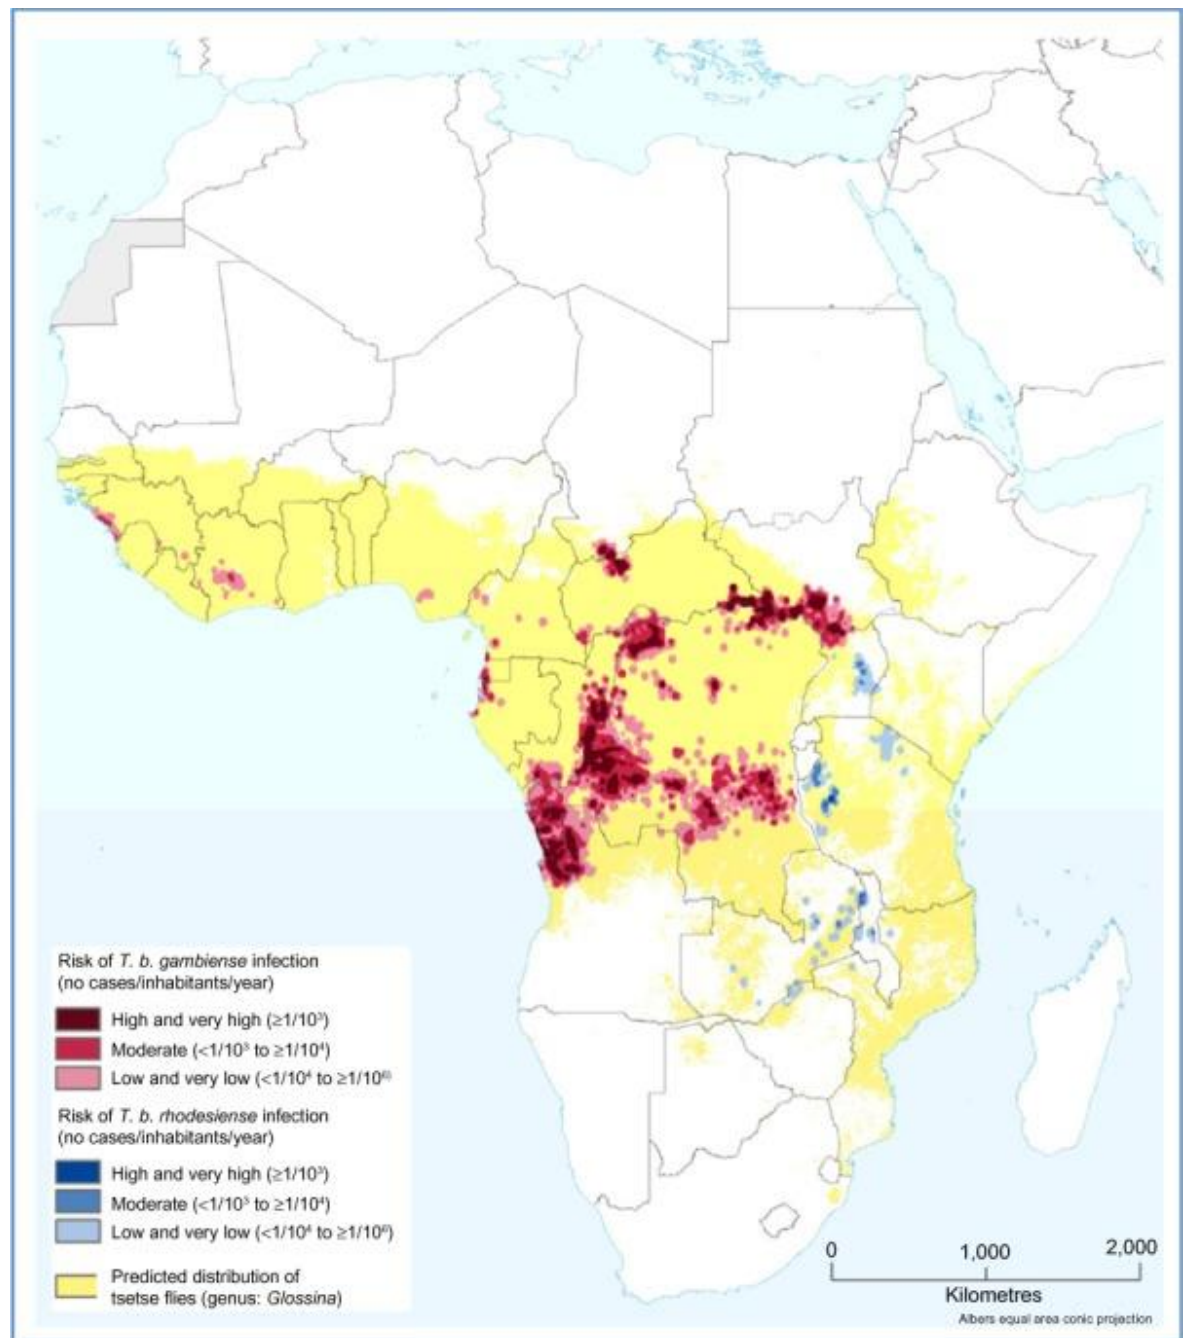 Risk of T. b. gambiense infection
(no cases/inhabitants/year)
High and very high (≥1/10³)
Moderate (<1/10³ to ≥1/10⁴)
Low and very low (<1/10⁴ to ≥1/10⁶⁾
Risk of T. b. rhodesiense infection
(no cases/inhabitants/year)
High and very high (≥1/10³)
Moderate (<1/10³ to ≥1/10⁴)
Low and very low (<1/10⁴ to ≥1/10⁶)
Predicted distribution of
tsetse flies (genus: Glossina)
0 1,000 2,000
Kilometres
Albers equal area conic projection